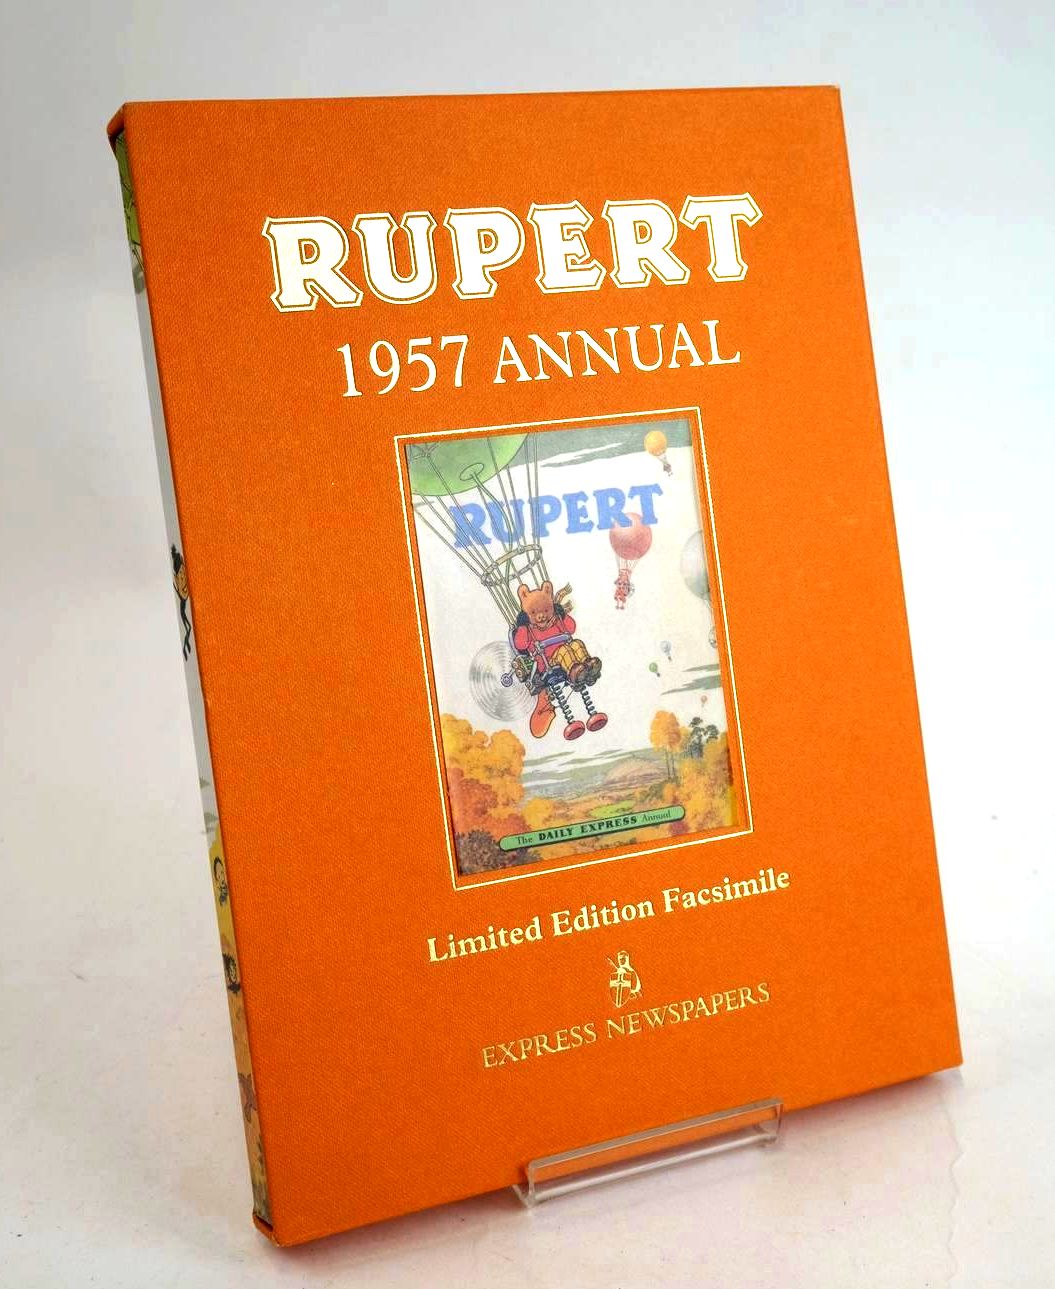 RUPERT
1957 ANNUAL
RUPERT
The DAILY EXPRESS Annual
Limited Edition Facsimile
EXPRESS NEWSPAPERS